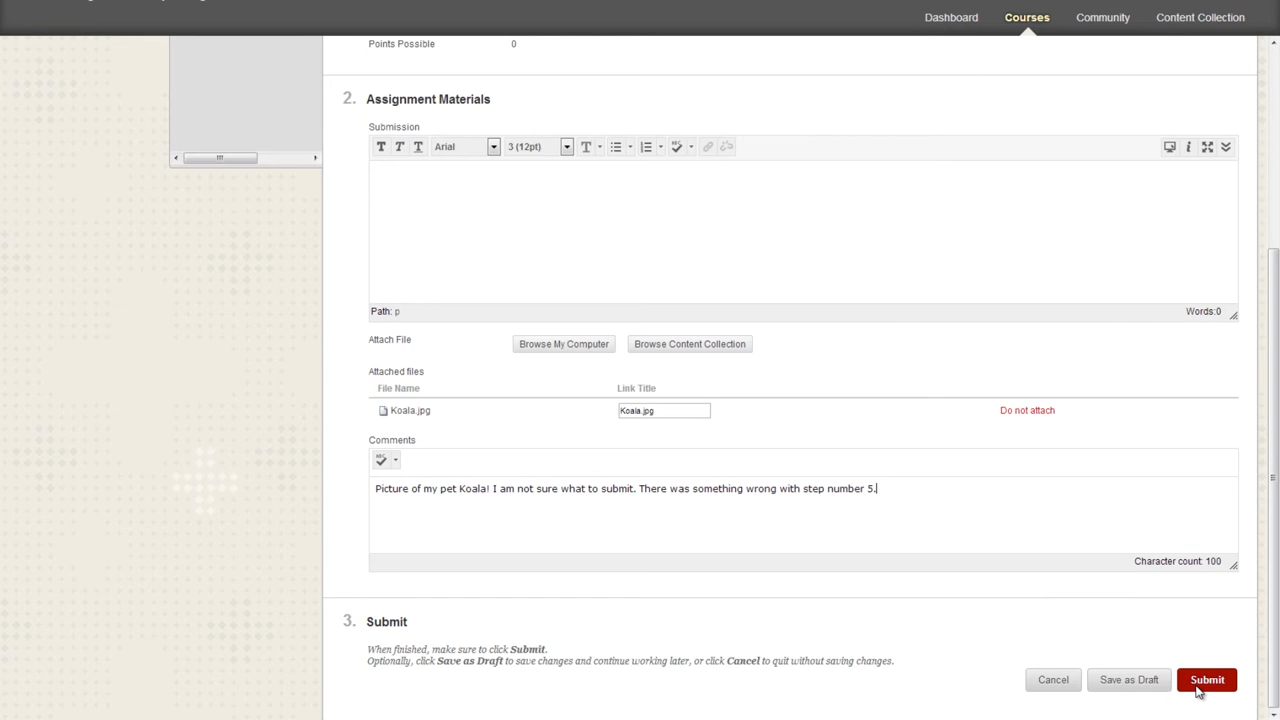 Dashboard
Courses
Community
Content Collection
Points Possible 0
2. Assignment Materials
Submission
T T T Arial 3 (12pt) T ABC
Path: p Words:0
Attach File Browse My Computer Browse Content Collection
Attached files
File Name Link Title
Koala.jpg Koala.jpg Do not attach
Comments
ABC
Picture of my pet Koala! I am not sure what to submit. There was something wrong with step number 5.
Character count: 100
3. Submit
When finished, make sure to click Submit.
Optionally, click Save as Draft to save changes and continue working later, or click Cancel to quit without saving changes.
Cancel Save as Draft Submit